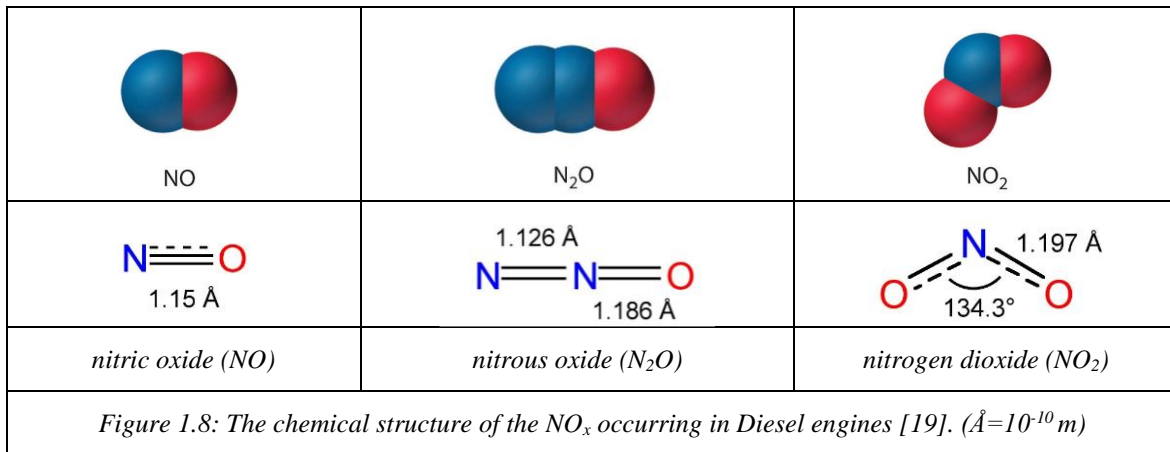 NO
N₂O
NO₂
N O
1.15 Å
1.126 Å
N N O
1.186 Å
N
1.197 Å
O O
134.3°
nitric oxide (NO)
nitrous oxide (N₂O)
nitrogen dioxide (NO₂)
Figure 1.8: The chemical structure of the NOₓ occurring in Diesel engines [19]. (Å=10⁻¹⁰ m)